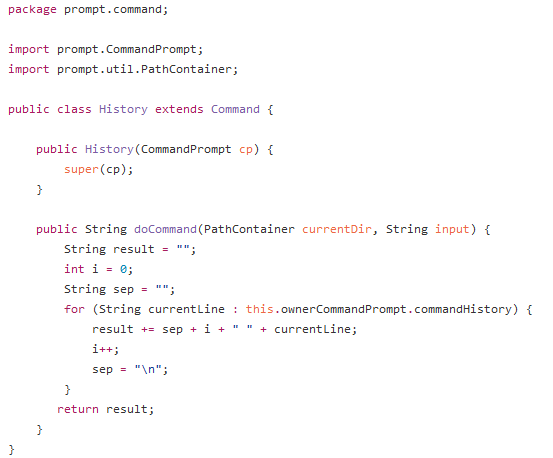 package prompt.command;

import prompt.CommandPrompt;
import prompt.util.PathContainer;

public class History extends Command {

    public History(CommandPrompt cp) {
        super(cp);
    }

    public String doCommand(PathContainer currentDir, String input) {
        String result = "";
        int i = 0;
        String sep = "";
        for (String currentLine : this.ownerCommandPrompt.commandHistory) {
            result += sep + i + " " + currentLine;
            i++;
            sep = "\n";
        }
       return result;
    }
}